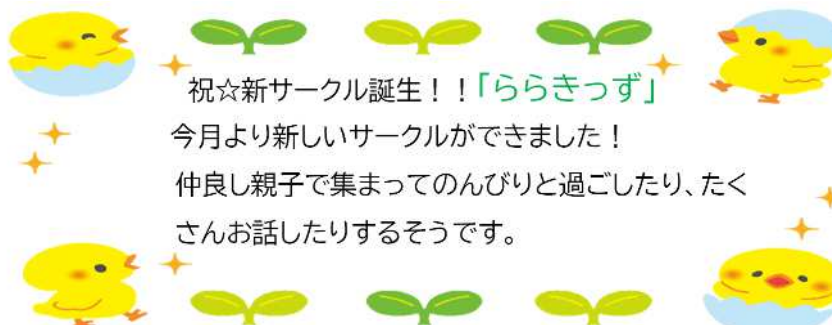 祝☆新サークル誕生！！「ららきっず」
今月より新しいサークルができました！
仲良し親子で集まってのんびりと過ごしたり、たく
さんお話したりするそうです。